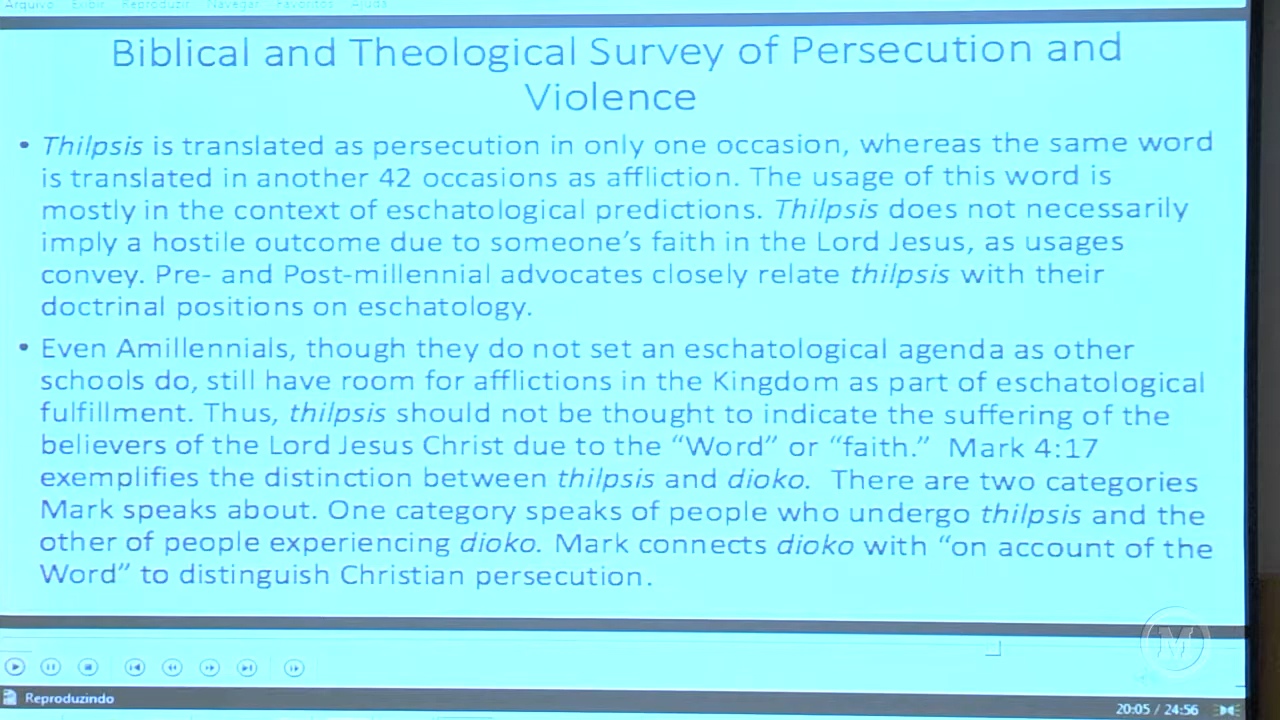 Arquivo Exibir Reproduzir Navegar Favoritos Ajuda
Biblical and Theological Survey of Persecution and
Violence
• Thilpsis is translated as persecution in only one occasion, whereas the same word
is translated in another 42 occasions as affliction. The usage of this word is
mostly in the context of eschatological predictions. Thilpsis does not necessarily
imply a hostile outcome due to someone's faith in the Lord Jesus, as usages
convey. Pre- and Post-millennial advocates closely relate thilpsis with their
doctrinal positions on eschatology.
• Even Amillennials, though they do not set an eschatological agenda as other
schools do, still have room for afflictions in the Kingdom as part of eschatological
fulfillment. Thus, thilpsis should not be thought to indicate the suffering of the
believers of the Lord Jesus Christ due to the “Word” or “faith.” Mark 4:17
exemplifies the distinction between thilpsis and dioko. There are two categories
Mark speaks about. One category speaks of people who undergo thilpsis and the
other of people experiencing dioko. Mark connects dioko with “on account of the
Word” to distinguish Christian persecution.
M
Reproduzindo
20:05 / 24:56